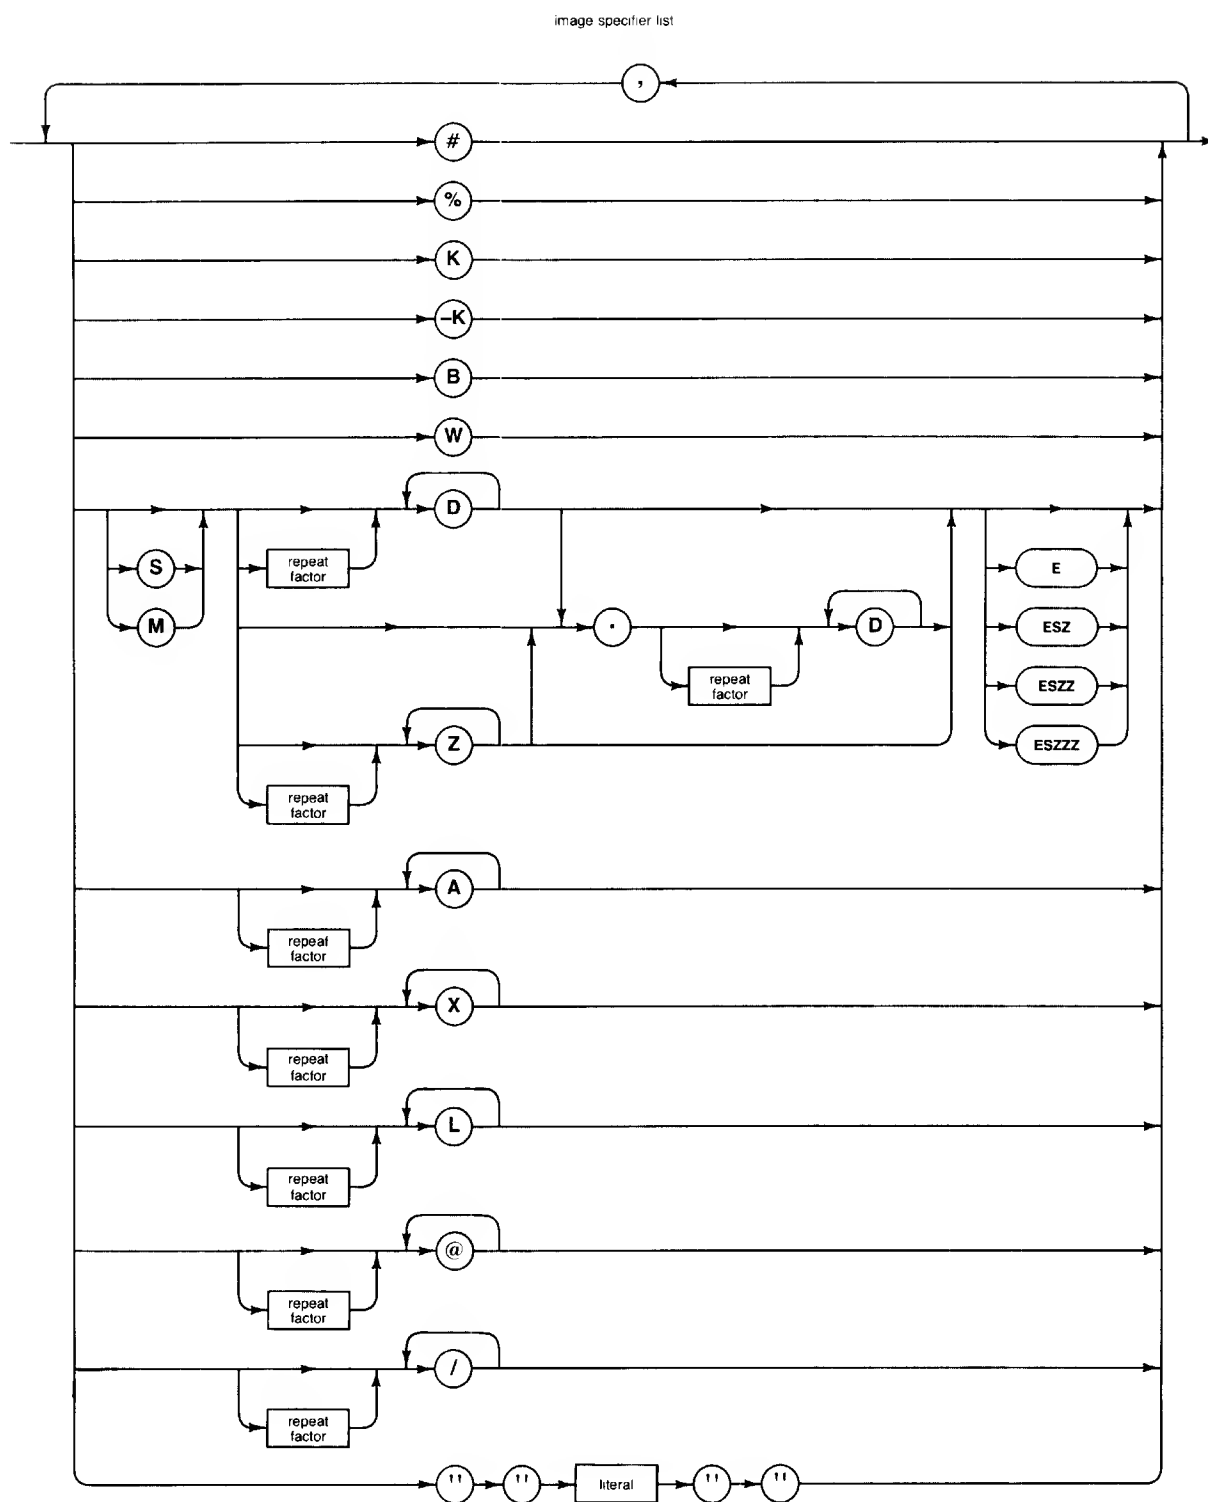 image specifier list
,
#
%
K
–K
B
W
D
repeat
factor
S
E
M
.
D
ESZ
repeat
factor
ESZZ
Z
ESZZZ
repeat
factor
A
repeat
factor
X
repeat
factor
L
repeat
factor
@
repeat
factor
/
repeat
factor
" " literal " "